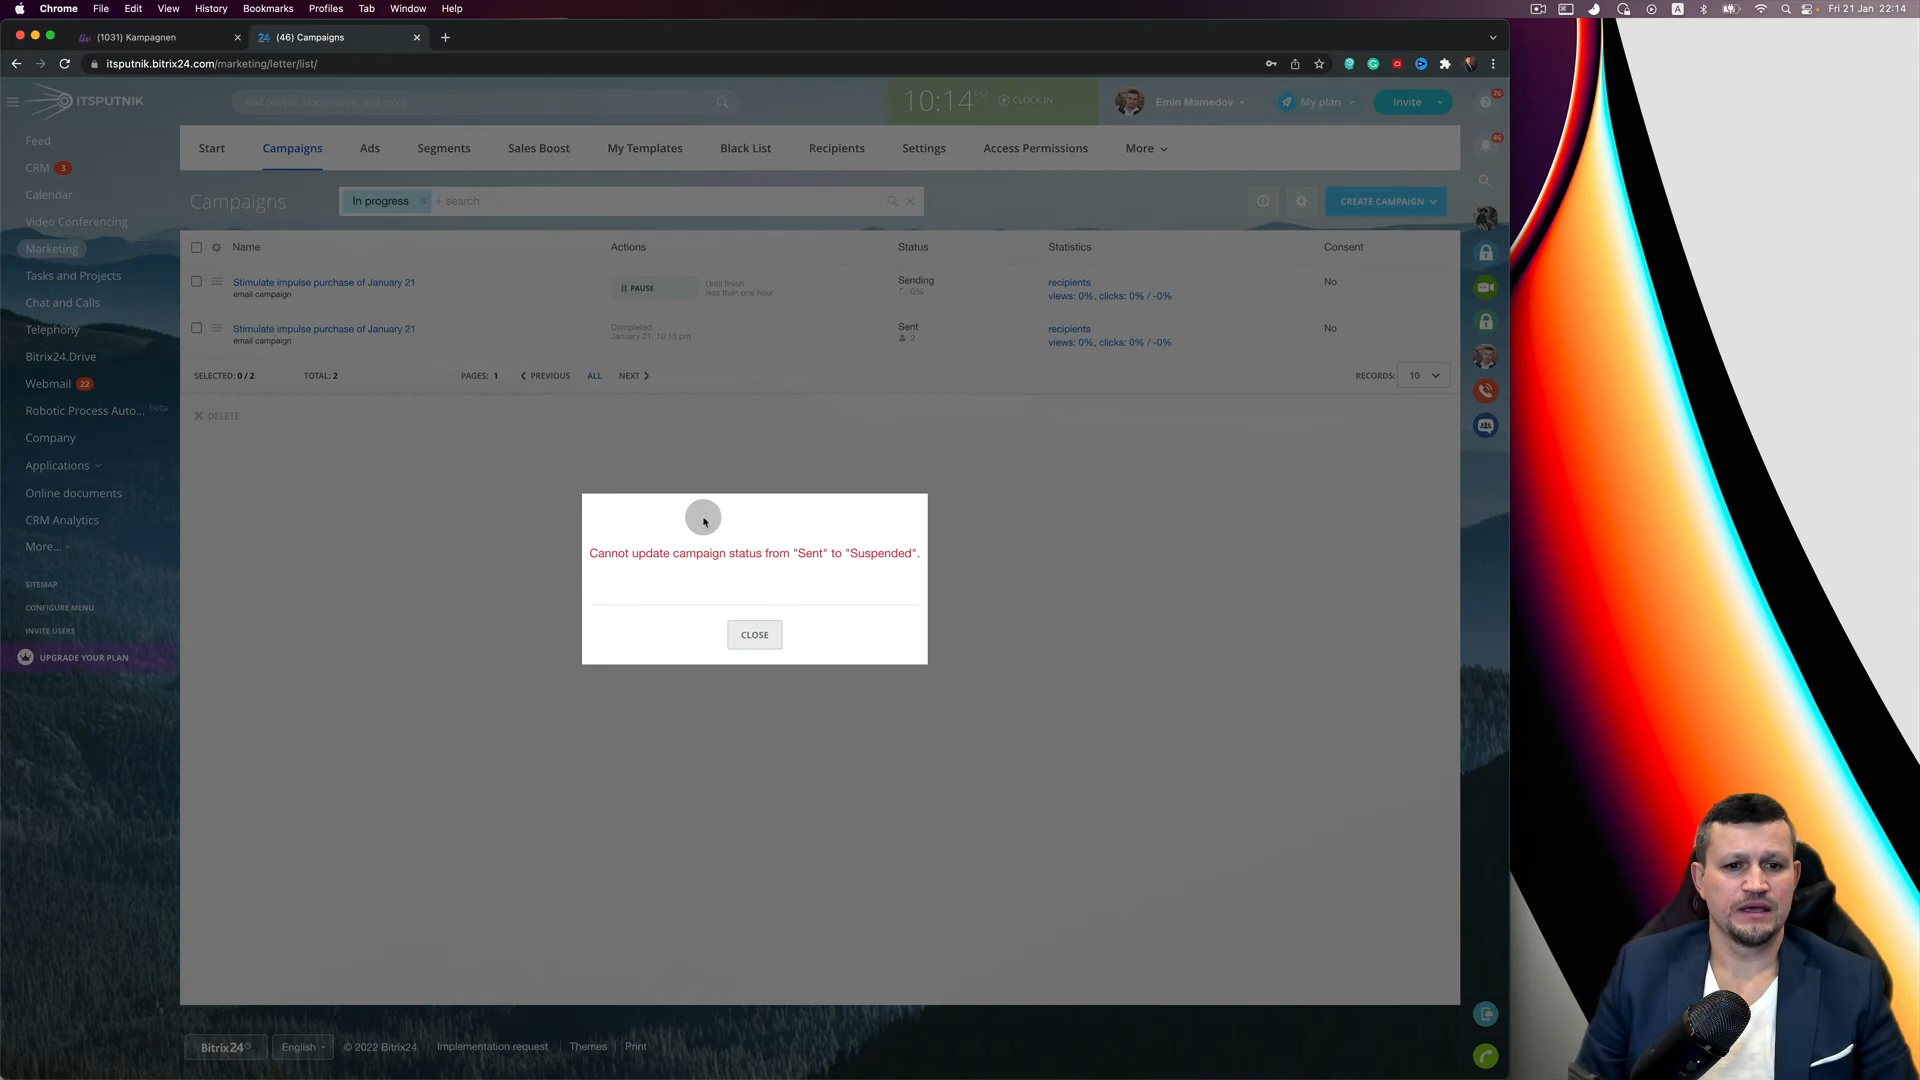 Chrome File Edit View History Bookmarks Profiles Tab Window Help
A Fri 21 Jan 22:14
(1031) Kampagnen
24 (46) Campaigns
itsputnik.bitrix24.com/marketing/letter/list/
ITSPUTNIK
find people, documents, and more
10:14 PM CLOCK IN
Emin Mamedov
My plan
Invite
76
46
Feed
CRM 3
Calendar
Video Conferencing
Marketing
Tasks and Projects
Chat and Calls
Telephony
Bitrix24.Drive
Webmail 22
Robotic Process Auto... beta
Company
Applications
Online documents
CRM Analytics
More...
SITEMAP
CONFIGURE MENU
INVITE USERS
UPGRADE YOUR PLAN
Start Campaigns Ads Segments Sales Boost My Templates Black List Recipients Settings Access Permissions More
Campaigns
In progress
+ search
CREATE CAMPAIGN
Name Actions Status Statistics Consent
Stimulate impulse purchase of January 21
email campaign
PAUSE
Until finish
less than one hour
Sending
0%
recipients
views: 0%, clicks: 0% / -0%
No
Stimulate impulse purchase of January 21
email campaign
Completed
January 21, 10:13 pm
Sent
2
recipients
views: 0%, clicks: 0% / -0%
No
SELECTED: 0 / 2 TOTAL: 2 PAGES: 1 PREVIOUS ALL NEXT RECORDS: 10
DELETE
Cannot update campaign status from "Sent" to "Suspended".
CLOSE
Bitrix24
English
© 2022 Bitrix24
Implementation request
Themes
Print